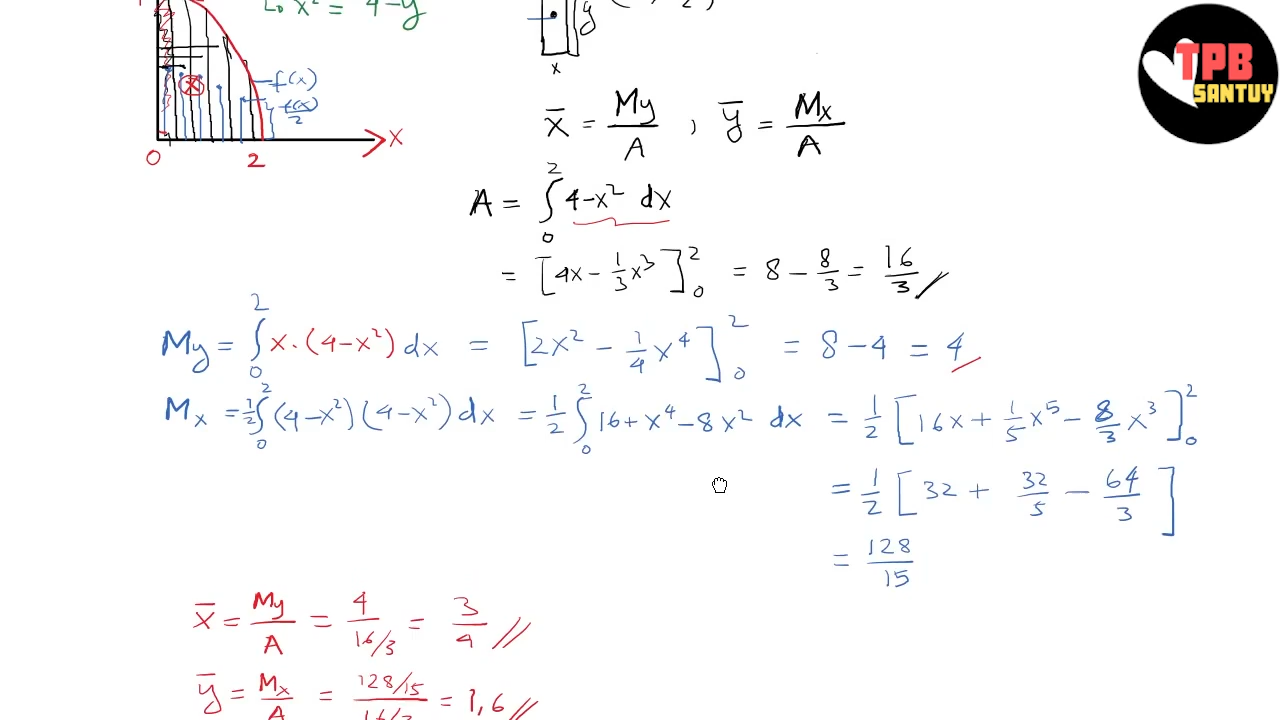 x² = 4-y
y
x
f(x)
f(x)/2
x
X
0
2
TPB
SANTUY
x̄ = My/A , ȳ = Mx/A
A = ∫₀² 4-x² dx
= [4x - 1/3 x³]₀² = 8 - 8/3 = 16/3 //
My = ∫₀² x·(4-x²) dx = [2x² - 1/4 x⁴]₀² = 8-4 = 4
Mx = 1/2 ∫₀² (4-x²)(4-x²) dx = 1/2 ∫₀² 16+x⁴-8x² dx = 1/2 [16x + 1/5 x⁵ - 8/3 x³]₀²
= 1/2 [32 + 32/5 - 64/3]
= 128/15
x̄ = My/A = 4/(16/3) = 3/4 //
ȳ = Mx/A = (128/15)/(16/3) = 1,6 //